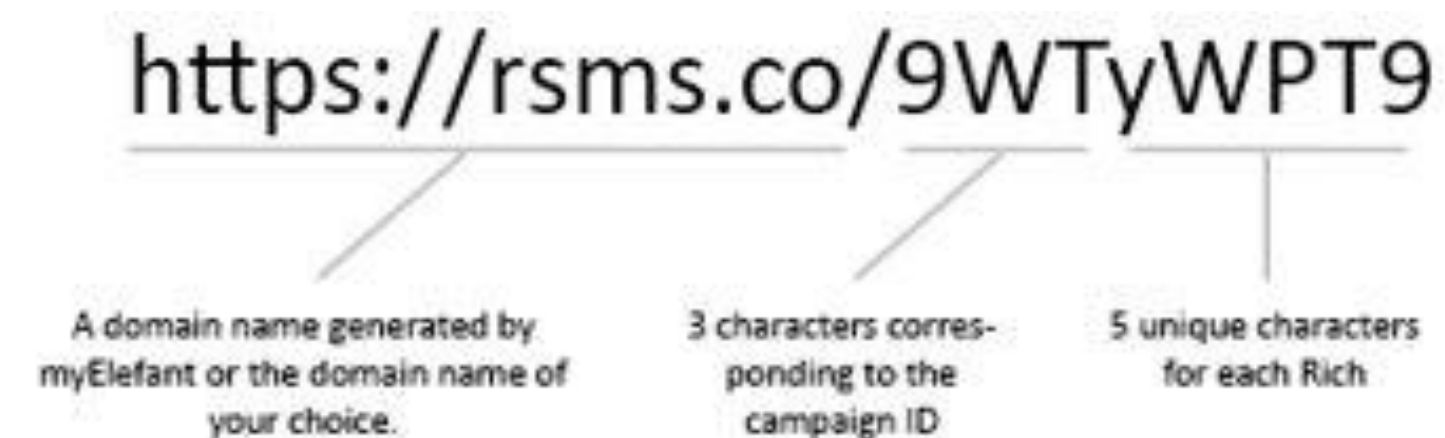 https://rsms.co/9WTyWPT9
A domain name generated by
myElefant or the domain name of
your choice.
3 characters corres-
ponding to the
campaign ID
5 unique characters
for each Rich